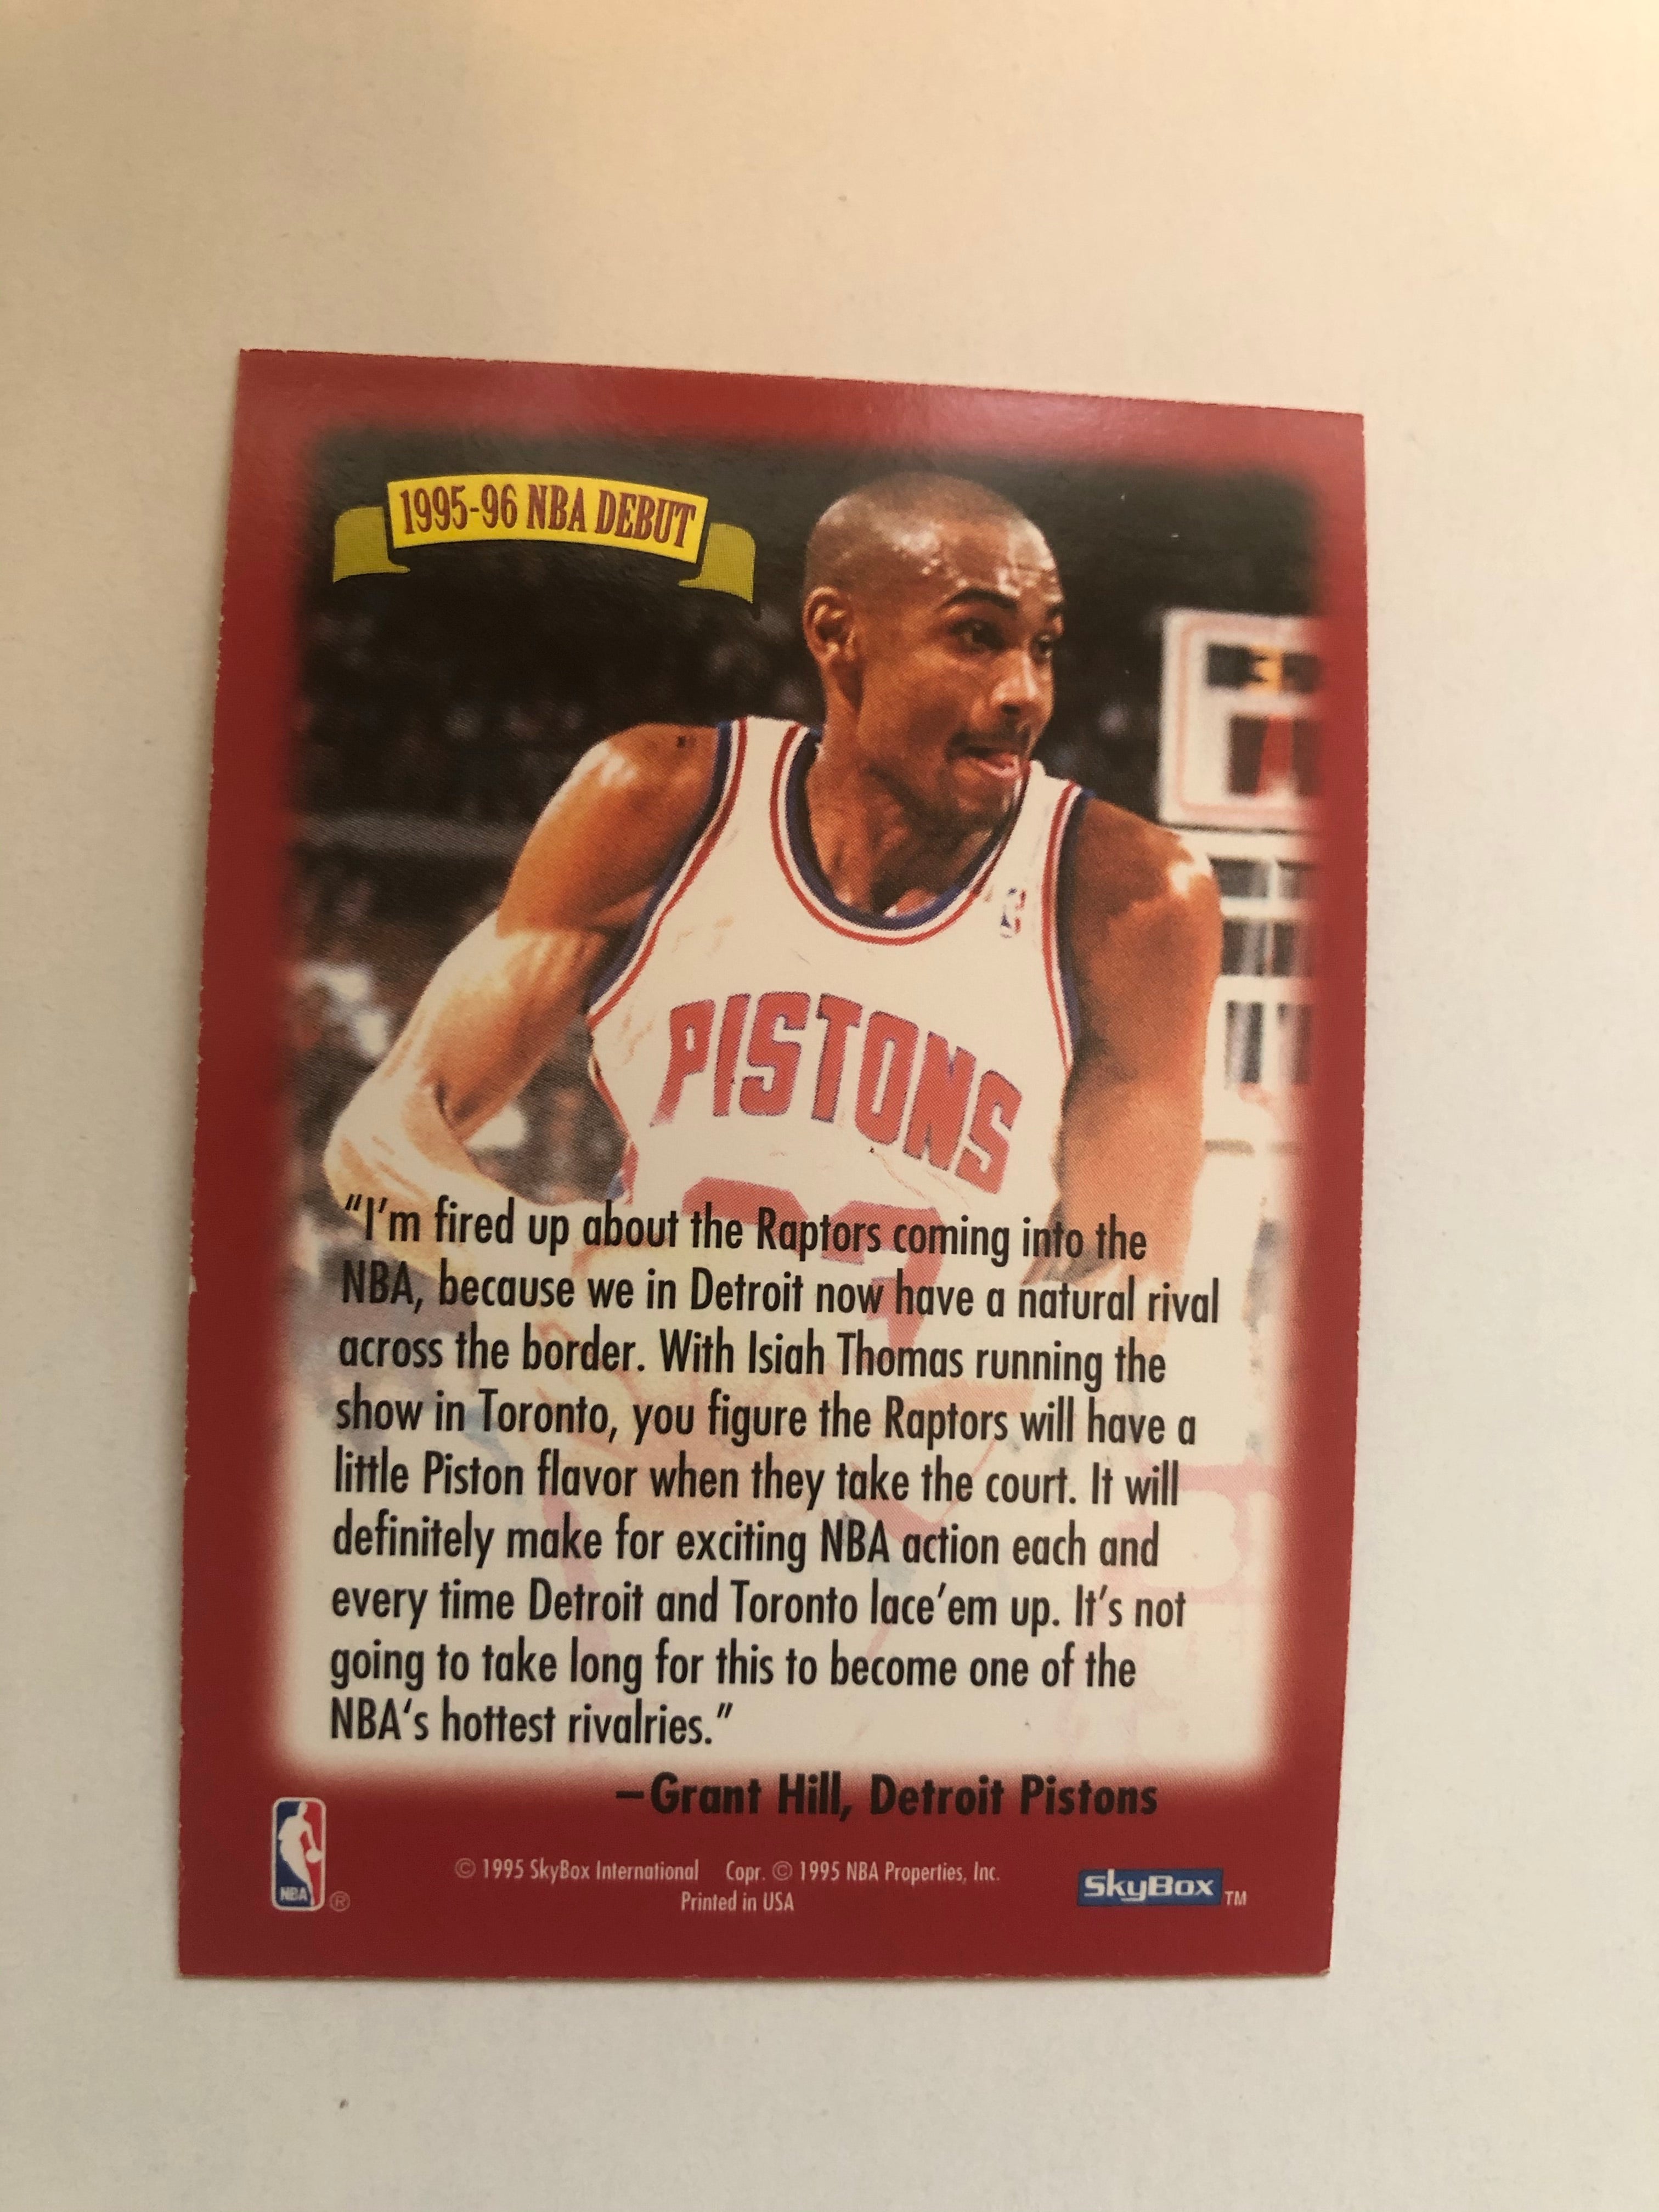 1995-96 NBA DEBUT
PISTONS
33
“I’m fired up about the Raptors coming into the
NBA, because we in Detroit now have a natural rival
across the border. With Isiah Thomas running the
show in Toronto, you figure the Raptors will have a
little Piston flavor when they take the court. It will
definitely make for exciting NBA action each and
every time Detroit and Toronto lace’em up. It’s not
going to take long for this to become one of the
NBA‘s hottest rivalries.”
–Grant Hill, Detroit Pistons
NBA ®
© 1995 SkyBox International Copr. © 1995 NBA Properties, Inc.
Printed in USA
SkyBox TM